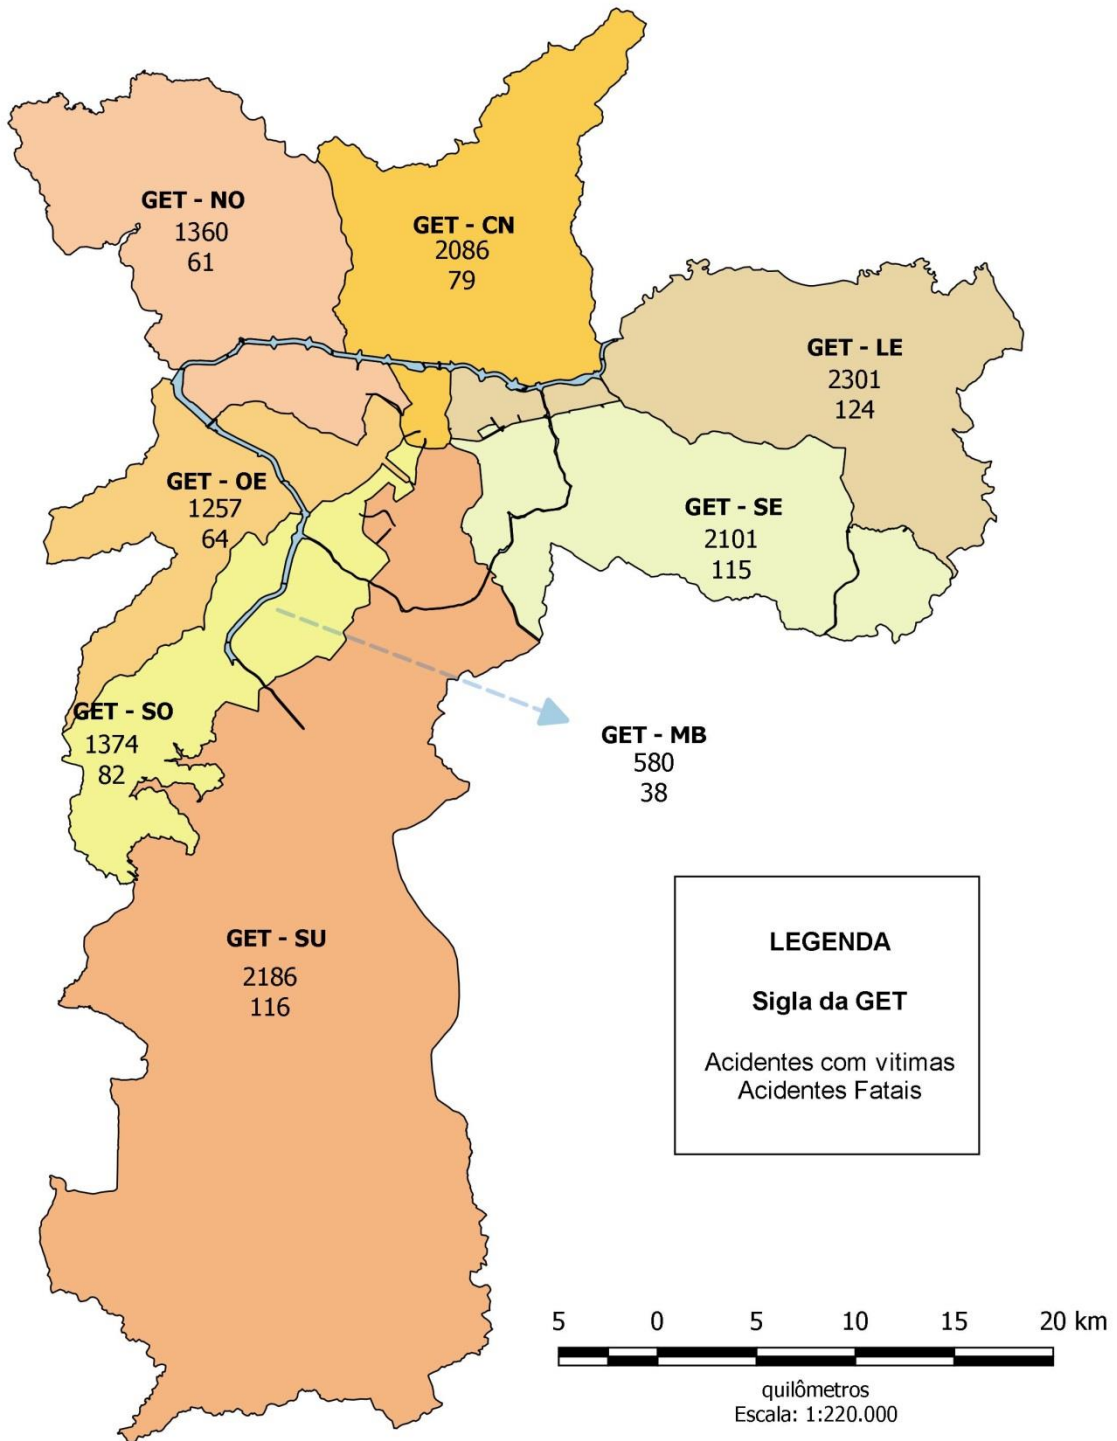 GET - NO
1360
61
GET - CN
2086
79
GET - LE
2301
124
GET - OE
1257
64
GET - SE
2101
115
GET - SO
1374
82
GET - MB
580
38
GET - SU
2186
116
LEGENDA
Sigla da GET
Acidentes com vitimas
Acidentes Fatais
5 0 5 10 15 20 km
quilômetros
Escala: 1:220.000